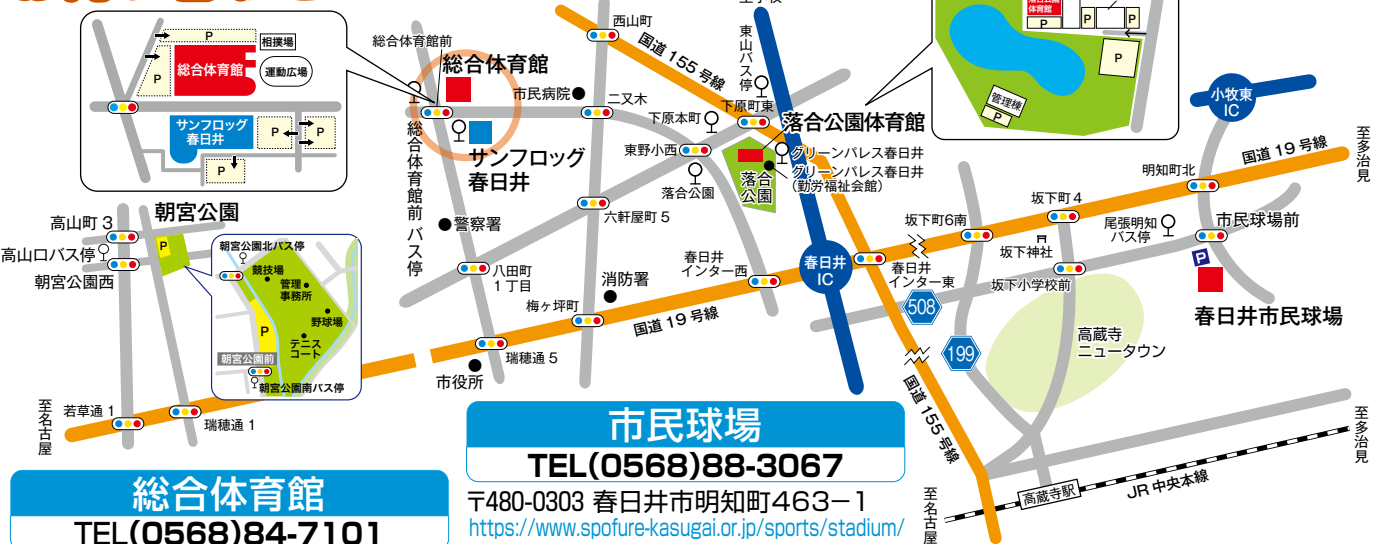 P
相撲場
総合体育館
運動広場
P
サンフロッグ
春日井
P
P
P
総合体育館前
総合体育館
西山町
国道155号線
市民病院
二又木
サンフロッグ
春日井
総合体育館前バス停
東山バス停
下原町東
下原本町
東野小西
落合公園
落合公園体育館
グリーンパレス春日井
グリーンパレス春日井
(勤労福祉会館)
落合
公園
体育館
P
P
P
P
管理棟
P
小牧東
IC
至多治見
国道19号線
明知町北
坂下町4
坂下町6南
尾張明知
バス停
市民球場前
坂下神社
坂下小学校前
P
春日井市民球場
朝宮公園
高山町3
高山口バス停
朝宮公園西
P
朝宮公園北バス停
競技場
管理
事務所
野球場
P
テニス
コート
朝宮公園前
朝宮公園南バス停
警察署
六軒屋町5
八田町
1丁目
消防署
春日井
インター西
春日井
IC
春日井
インター東
508
199
梅ヶ坪町
国道19号線
瑞穂通5
市役所
高蔵寺
ニュータウン
国道155号線
至名古屋
若草通1
瑞穂通1
至多治見
高蔵寺駅
JR中央本線
至名古屋
市民球場
TEL(0568)88-3067
〒480-0303 春日井市明知町463−1
https://www.spofure-kasugai.or.jp/sports/stadium/
総合体育館
TEL(0568)84-7101